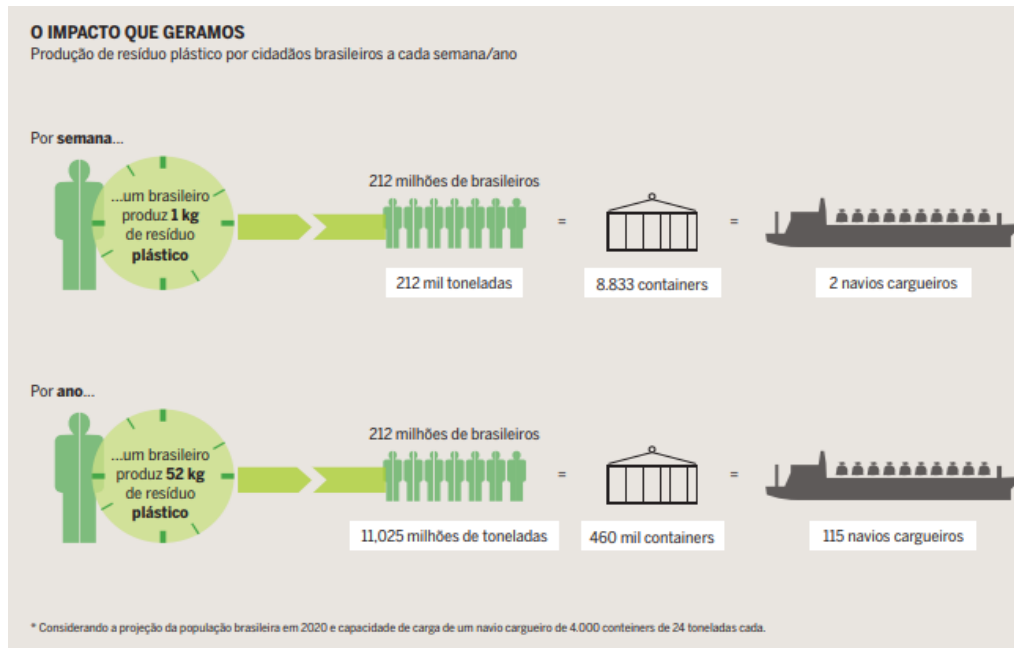 O IMPACTO QUE GERAMOS
Produção de resíduo plástico por cidadãos brasileiros a cada semana/ano
Por semana...
...um brasileiro
produz 1 kg
de resíduo
plástico
212 milhões de brasileiros
=
=
212 mil toneladas
8.833 containers
2 navios cargueiros
Por ano...
...um brasileiro
produz 52 kg
de resíduo
plástico
212 milhões de brasileiros
=
=
11,025 milhões de toneladas
460 mil containers
115 navios cargueiros
* Considerando a projeção da população brasileira em 2020 e capacidade de carga de um navio cargueiro de 4.000 conteiners de 24 toneladas cada.